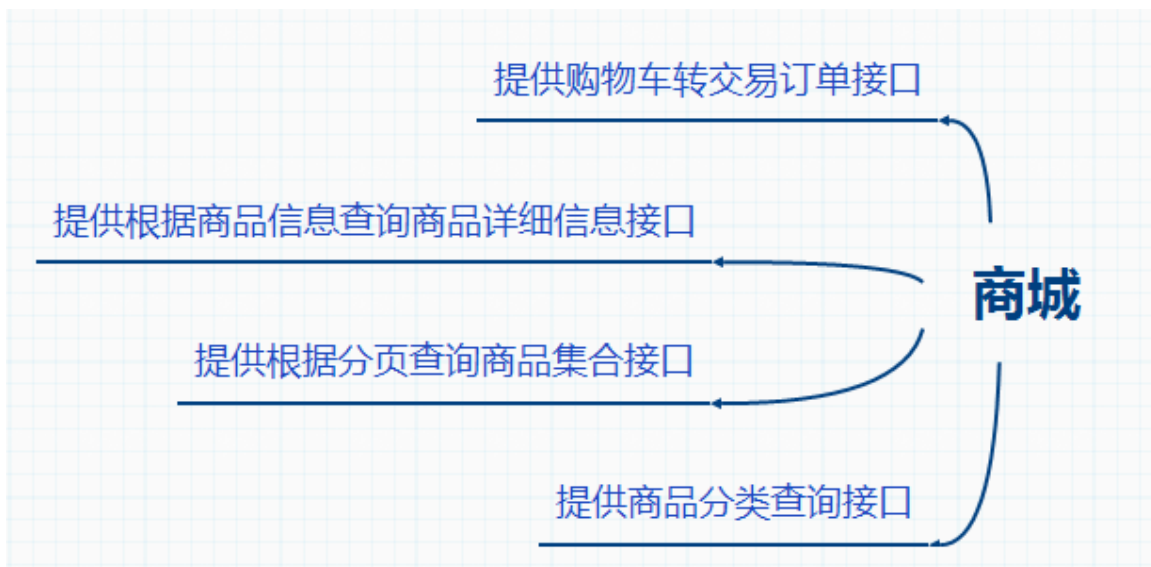 提供购物车转交易订单接口
提供根据商品信息查询商品详细信息接口
商城
提供根据分页查询商品集合接口
提供商品分类查询接口